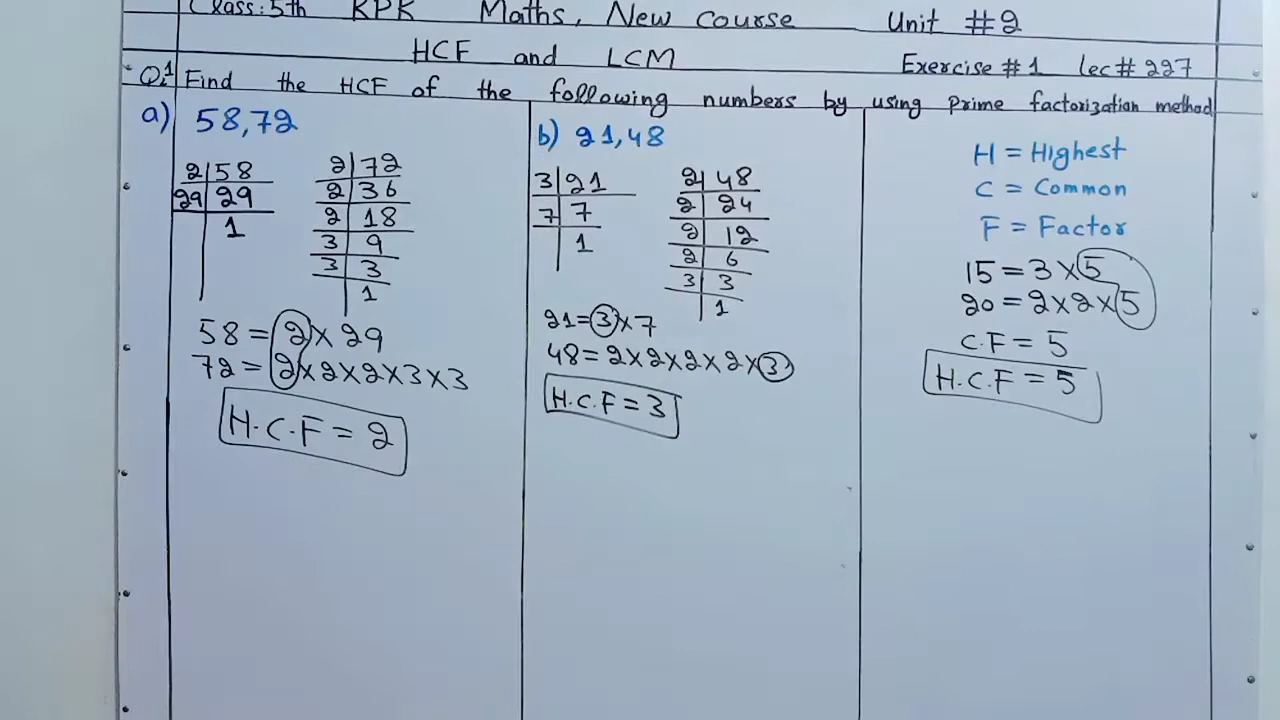 Class: 5th KPK Maths, New course Unit #2
HCF and LCM Exercise #1 lec# 227
Q1 Find the HCF of the following numbers by using prime factorization method
a) 58,72
2 58
29 29
1
2 72
2 36
2 18
3 9
3 3
1
58 = 2 × 29
72 = 2 × 2 × 2 × 3 × 3
H.C.F = 2
b) 21,48
3 21
7 7
1
2 48
2 24
2 12
2 6
3 3
1
21 = 3 × 7
48 = 2 × 2 × 2 × 2 × 3
H.C.F = 3
H = Highest
C = Common
F = Factor
15 = 3 × 5
20 = 2 × 2 × 5
C.F = 5
H.C.F = 5